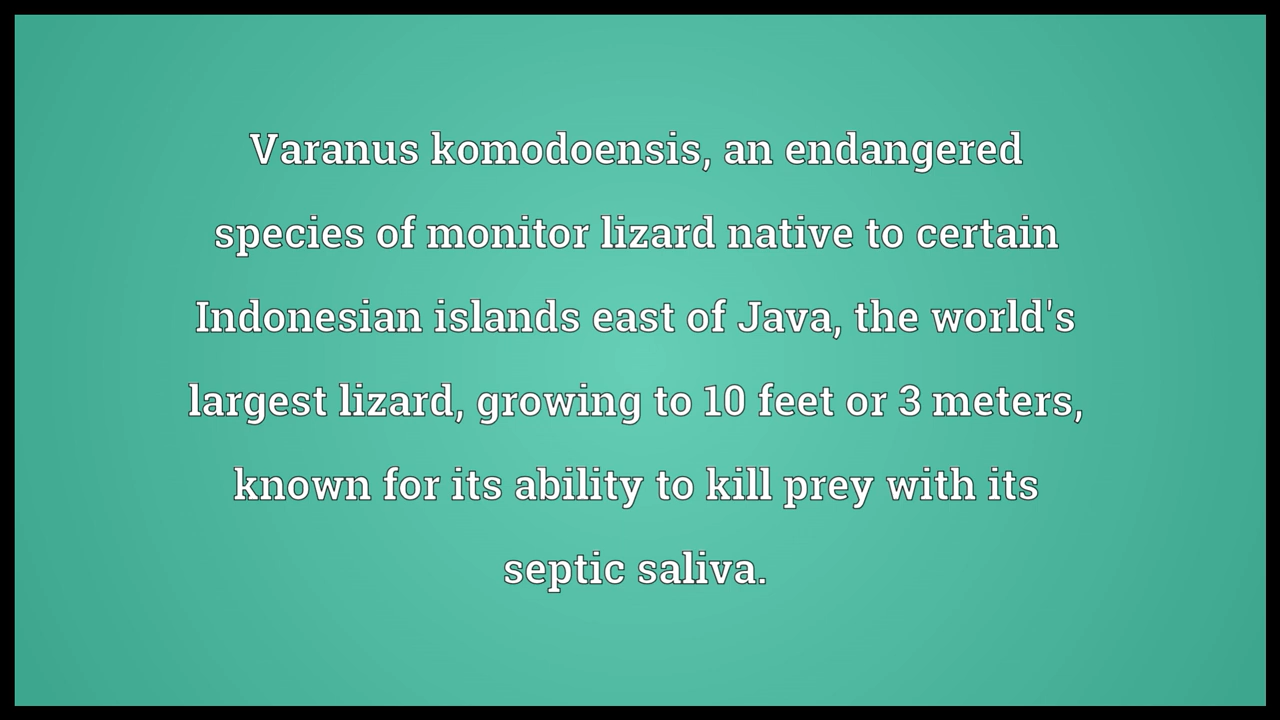 Varanus komodoensis, an endangered
species of monitor lizard native to certain
Indonesian islands east of Java, the world's
largest lizard, growing to 10 feet or 3 meters,
known for its ability to kill prey with its
septic saliva.